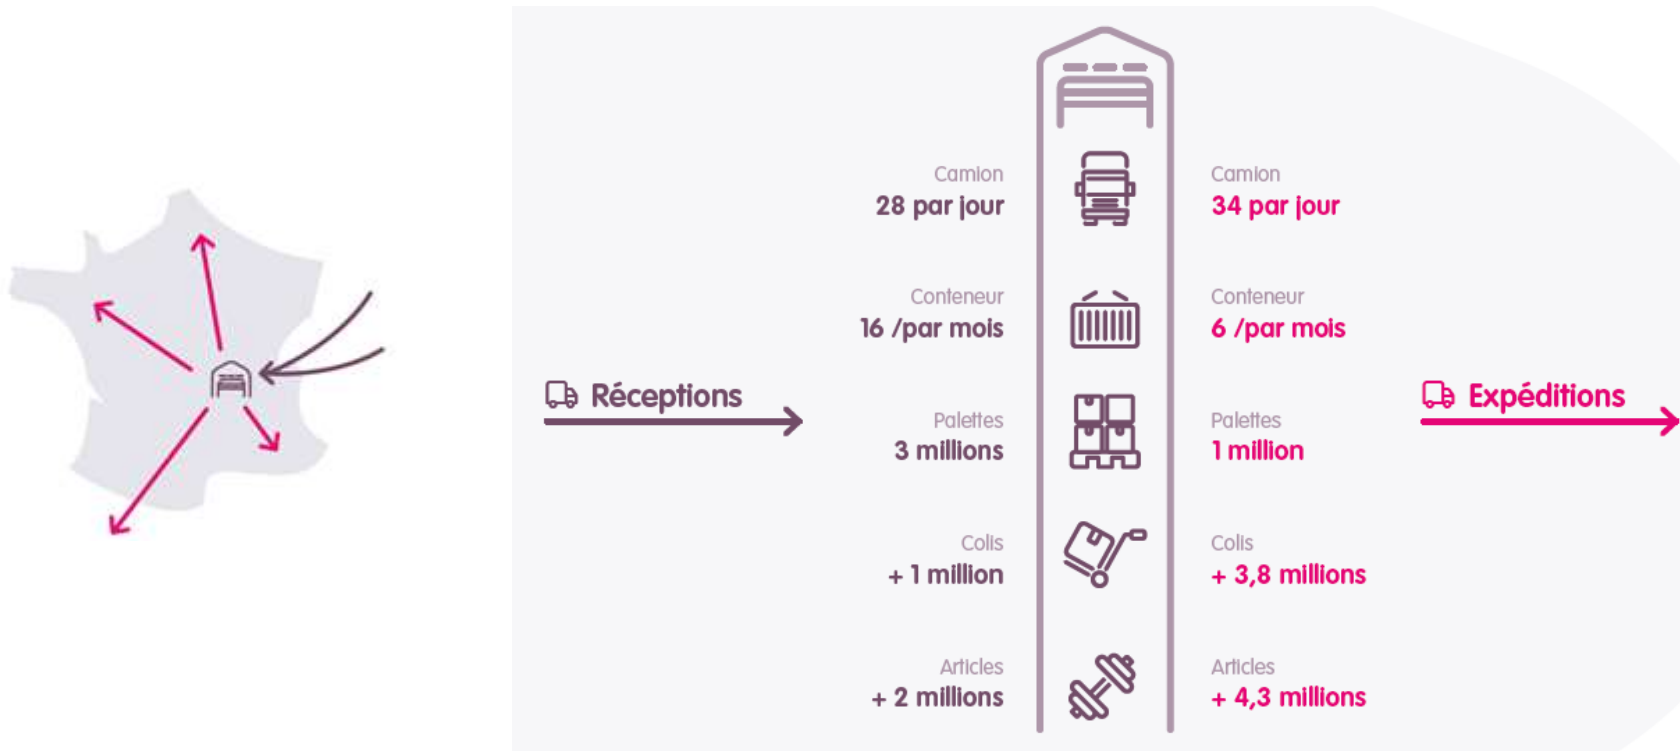 Réceptions
Camion
28 par jour
Conteneur
16 /par mois
Palettes
3 millions
Colis
+ 1 million
Articles
+ 2 millions
Camion
34 par jour
Conteneur
6 /par mois
Palettes
1 million
Colis
+ 3,8 millions
Articles
+ 4,3 millions
Expéditions